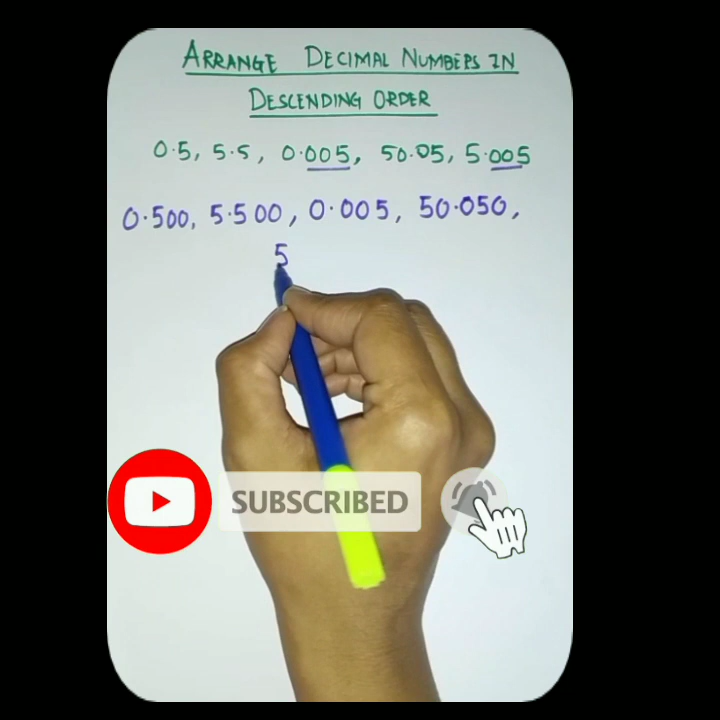 ARRANGE DECIMAL NUMBERS IN
DESCENDING ORDER
0.5, 5.5, 0.005, 50.05, 5.005
0.500, 5.500, 0.005, 50.050,
5
SUBSCRIBED